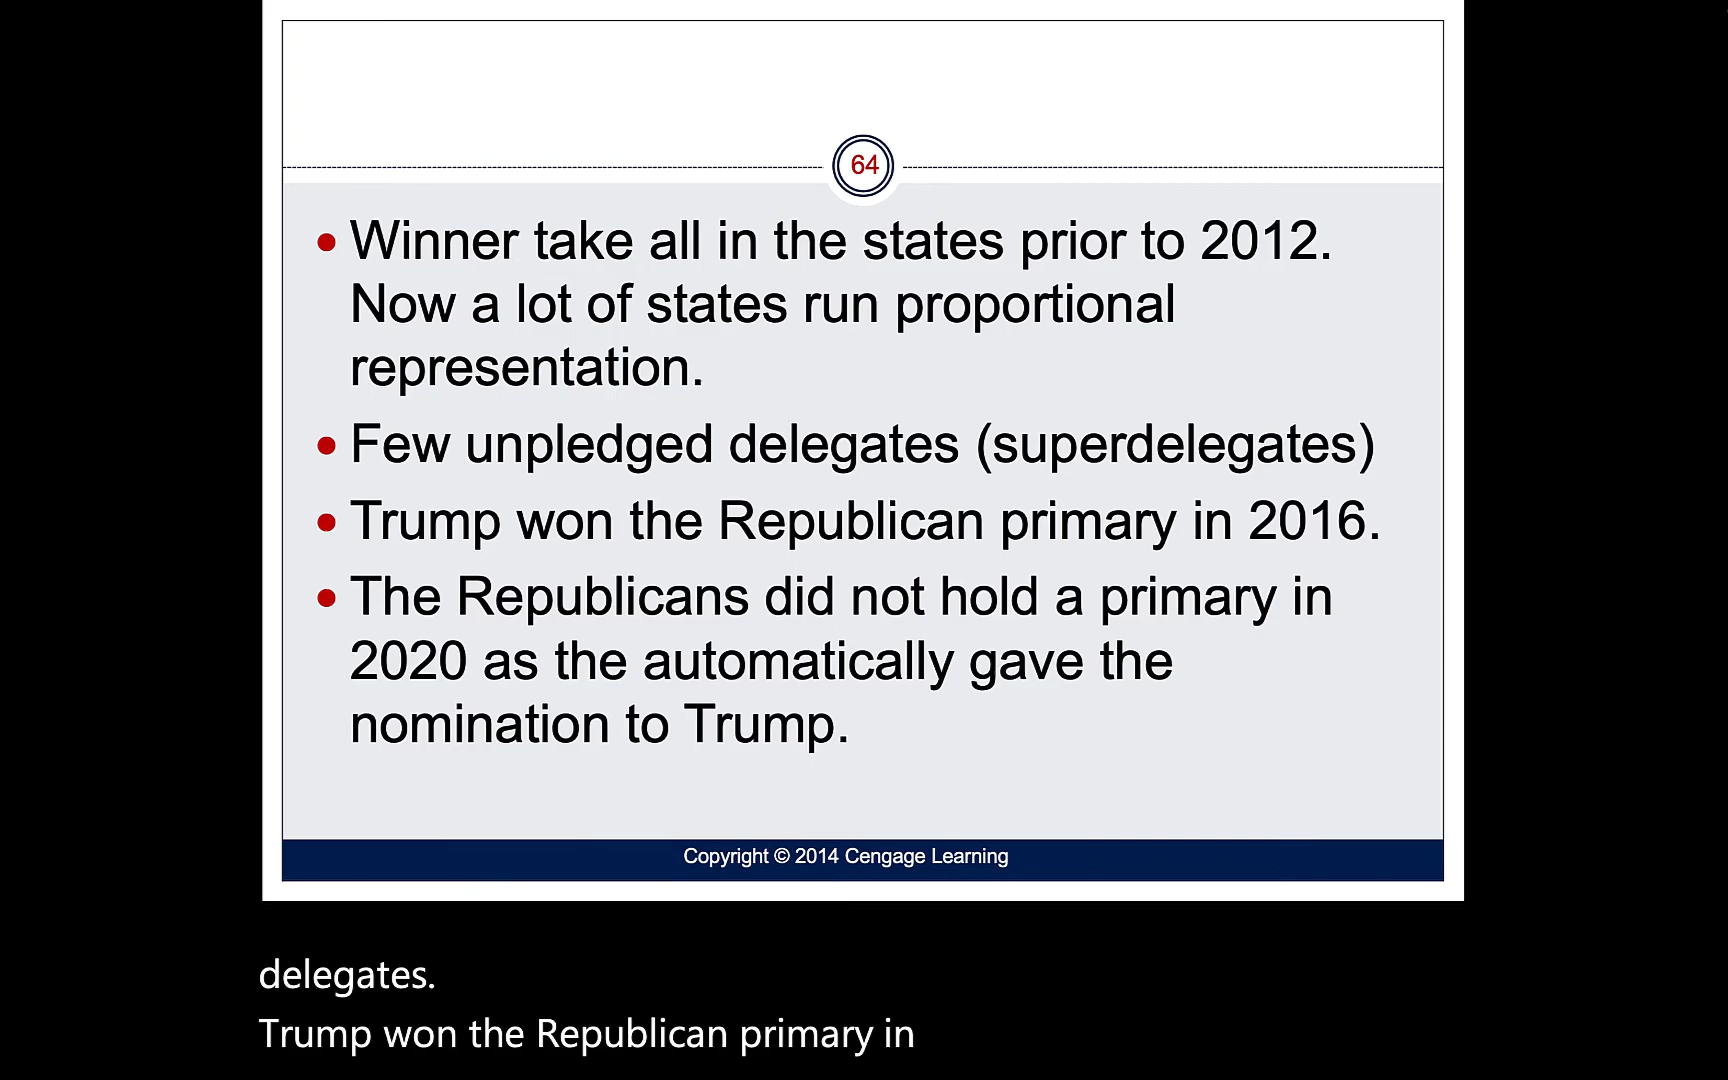 64
• Winner take all in the states prior to 2012.
Now a lot of states run proportional
representation.
• Few unpledged delegates (superdelegates)
• Trump won the Republican primary in 2016.
• The Republicans did not hold a primary in
2020 as the automatically gave the
nomination to Trump.
Copyright © 2014 Cengage Learning
delegates.
Trump won the Republican primary in